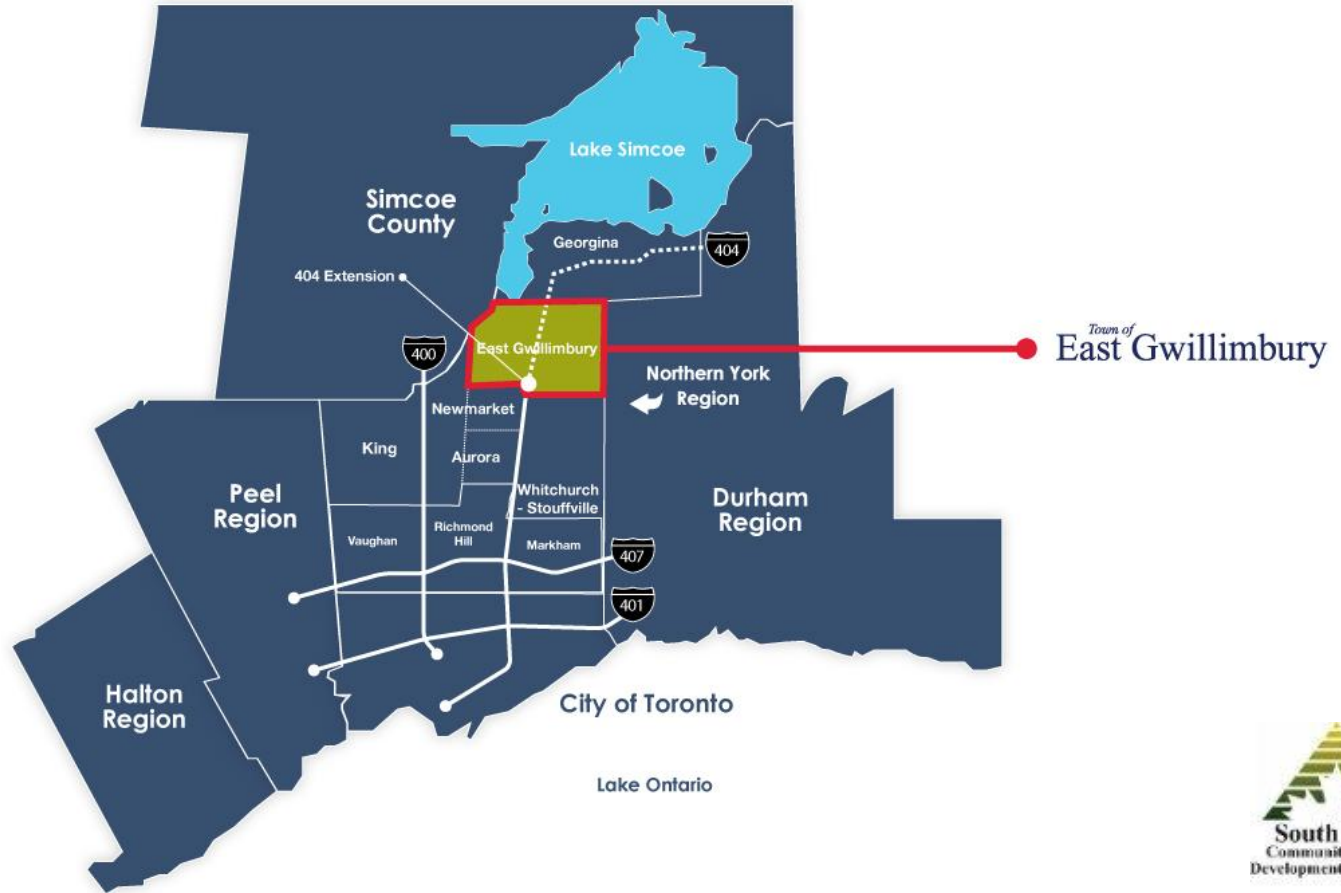 Lake Simcoe
Simcoe
County
Georgina
404
404 Extension
400
East Gwillimbury
Town of
East Gwillimbury
Northern York
Region
Newmarket
King
Aurora
Peel
Region
Whitchurch
- Stouffville
Durham
Region
Vaughan
Richmond
Hill
Markham
407
401
Halton
Region
City of Toronto
Lake Ontario
South